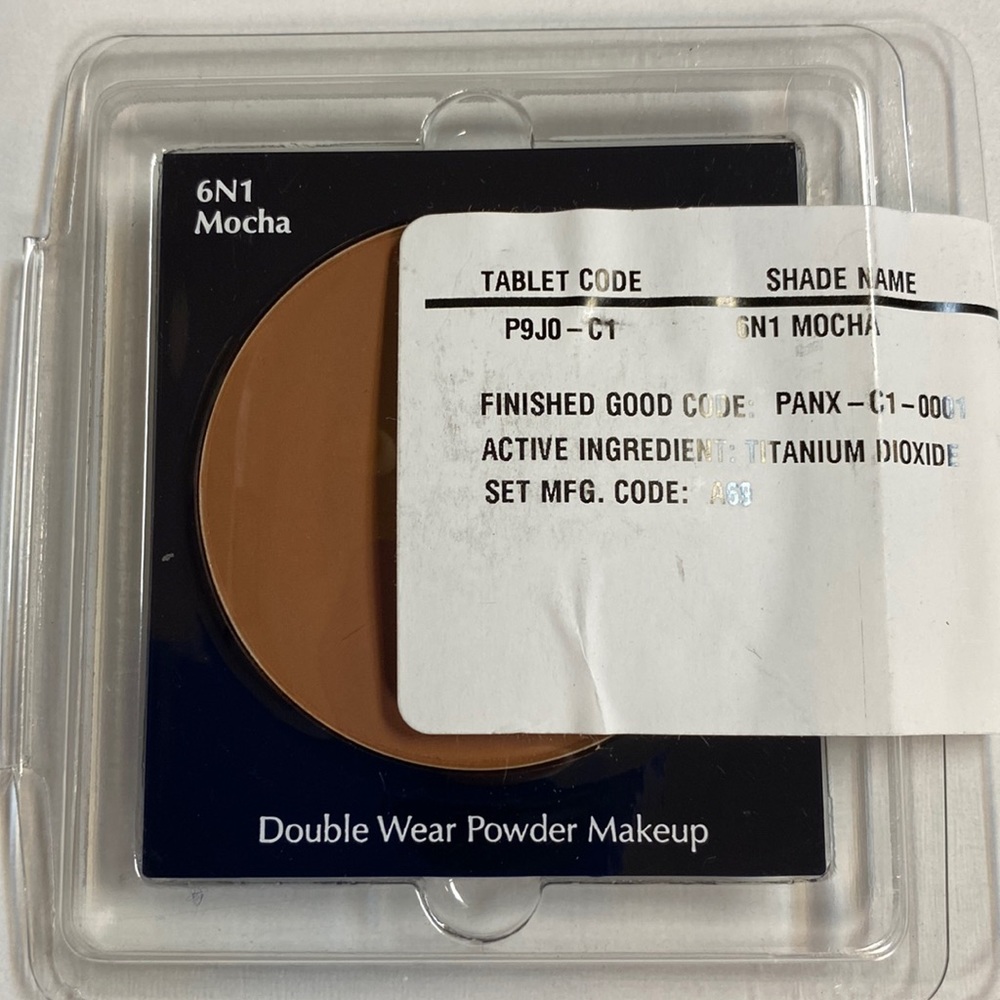 6N1
Mocha
TABLET CODE SHADE NAME
P9J0-C1 6N1 MOCHA
FINISHED GOOD CODE: PANX-C1-0001
ACTIVE INGREDIENT: TITANIUM DIOXIDE
SET MFG. CODE:
Double Wear Powder Makeup